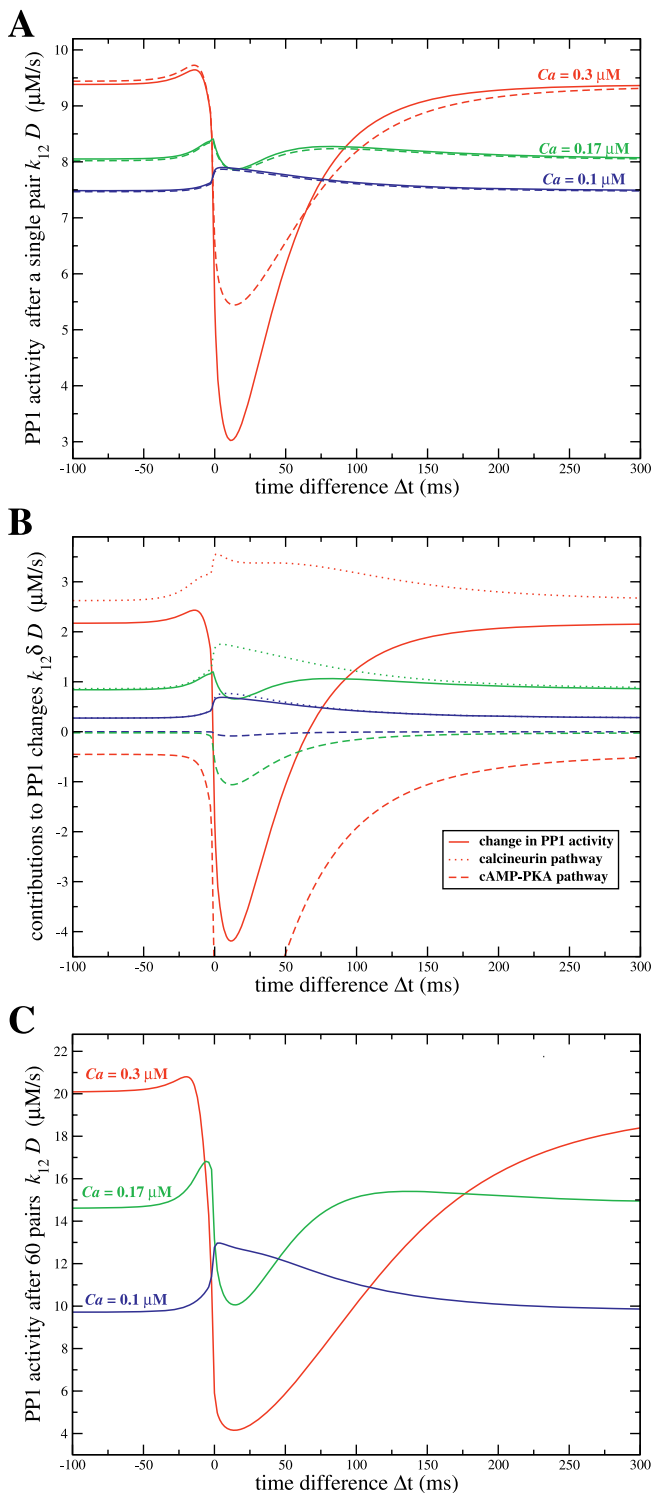 A
PP1 activity after a single pair k12 D (μM/s)
10
9
8
7
6
5
4
3
Ca = 0.3 μM
Ca = 0.17 μM
Ca = 0.1 μM
-100 -50 -25 0 50 100 150 200 250 300
time difference Δt (ms)
B
contributions to PP1 changes k12δ D (μM/s)
3
2
1
0
-1
-2
-3
-4
change in PP1 activity
calcineurin pathway
cAMP-PKA pathway
-100 -50 -25 0 50 100 150 200 250 300
time difference Δt (ms)
C
PP1 activity after 60 pairs k12 D (μM/s)
22
20
18
16
14
12
10
8
6
4
Ca = 0.3 μM
Ca = 0.17 μM
Ca = 0.1 μM
-100 -50 -25 0 50 100 150 200 250 300
time difference Δt (ms)